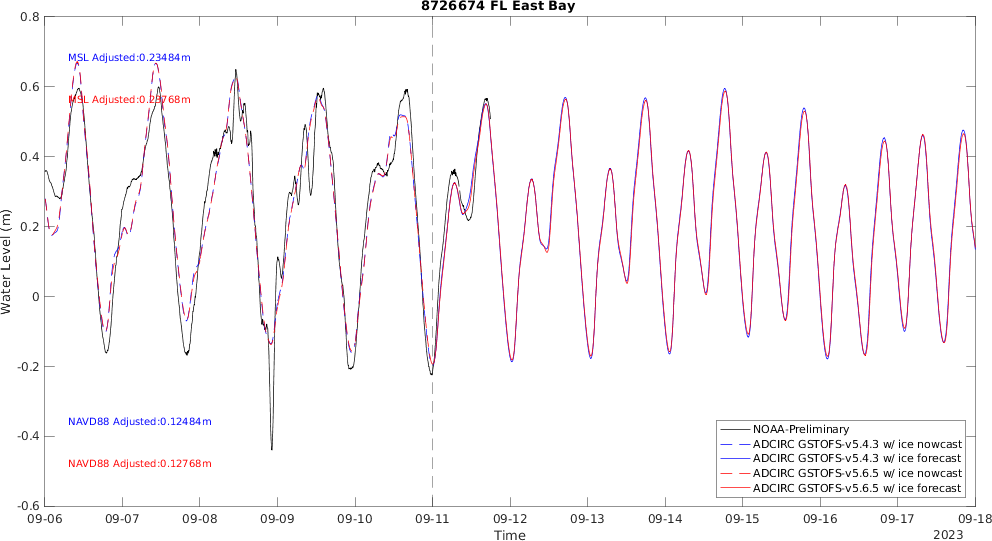 8726674 FL East Bay
0.8
0.6
0.4
0.2
0
-0.2
-0.4
-0.6
Water Level (m)
MSL Adjusted:0.23484m
MSL Adjusted:0.23768m
NAVD88 Adjusted:0.12484m
NAVD88 Adjusted:0.12768m
NOAA-Preliminary
ADCIRC GSTOFS-v5.4.3 w/ ice nowcast
ADCIRC GSTOFS-v5.4.3 w/ ice forecast
ADCIRC GSTOFS-v5.6.5 w/ ice nowcast
ADCIRC GSTOFS-v5.6.5 w/ ice forecast
09-06 09-07 09-08 09-09 09-10 09-11 09-12 09-13 09-14 09-15 09-16 09-17 09-18
Time
2023